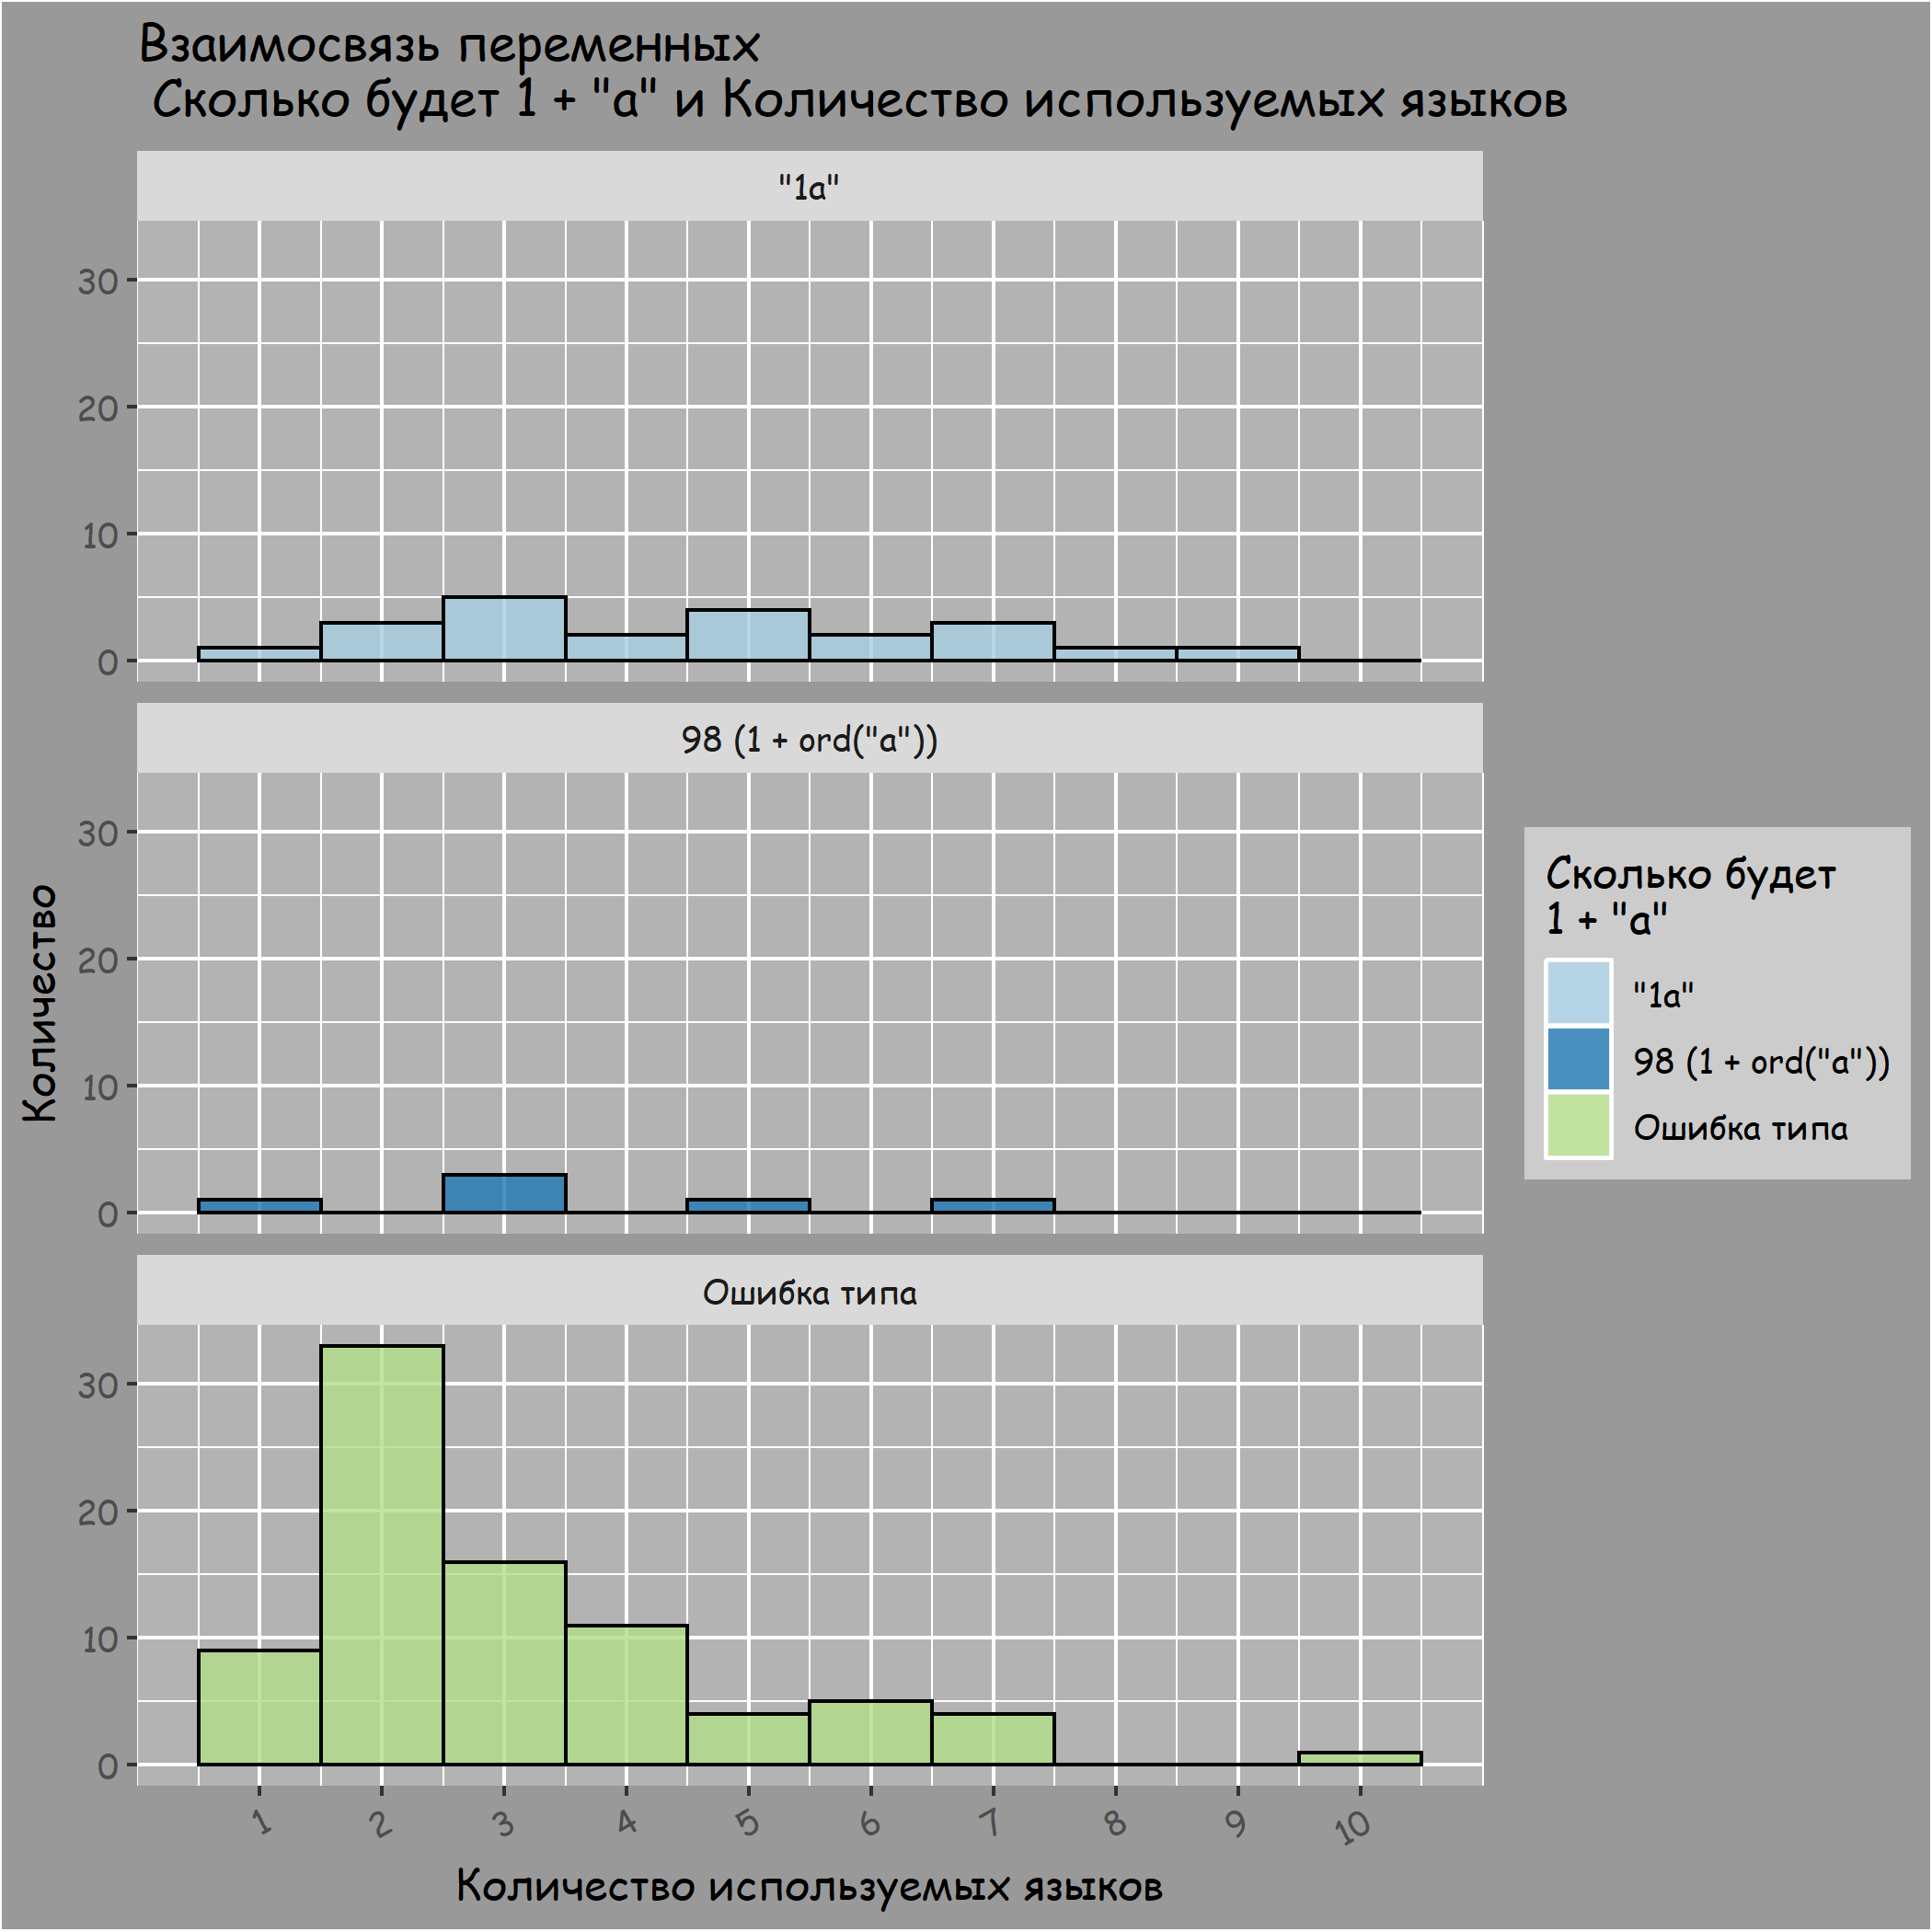 Взаимосвязь переменных
Сколько будет 1 + "а" и Количество используемых языков
"1a"
30
20
10
0
98 (1 + ord("a"))
30
20
10
0
Ошибка типа
30
20
10
0
1 2 3 4 5 6 7 8 9 10
Количество используемых языков
Количество
Сколько будет
1 + "а"
"1a"
98 (1 + ord("a"))
Ошибка типа